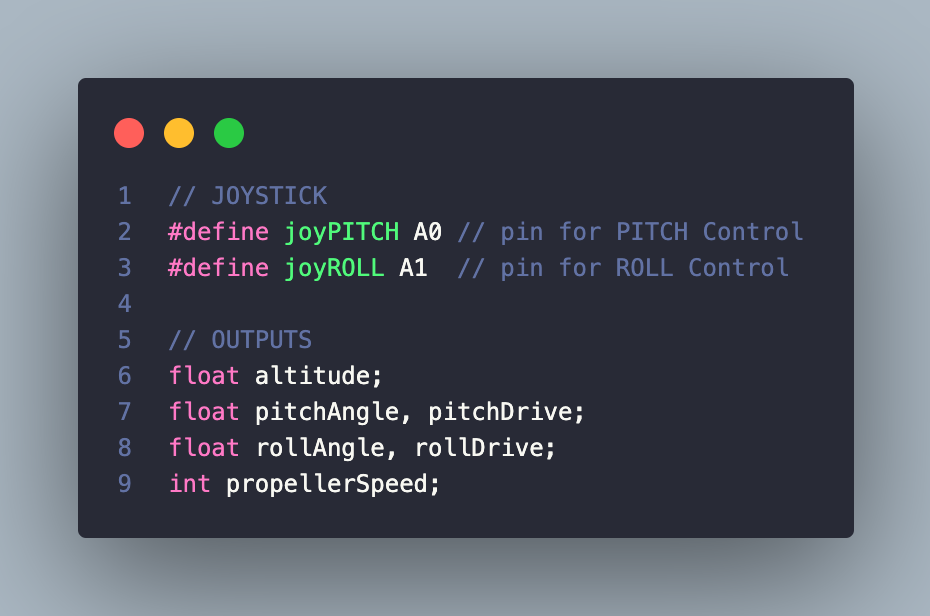 1 // JOYSTICK
2 #define joyPITCH A0 // pin for PITCH Control
3 #define joyROLL A1  // pin for ROLL Control
4
5 // OUTPUTS
6 float altitude;
7 float pitchAngle, pitchDrive;
8 float rollAngle, rollDrive;
9 int propellerSpeed;